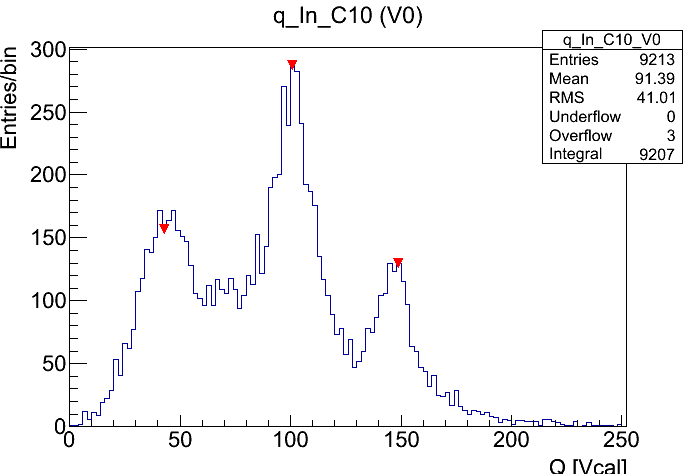 q_In_C10 (V0)
Entries/bin
q_In_C10_V0
Entries 9213
Mean 91.39
RMS 41.01
Underflow 0
Overflow 3
Integral 9207
300
250
200
150
100
50
0
0 50 100 150 200 250
Q [Vcal]